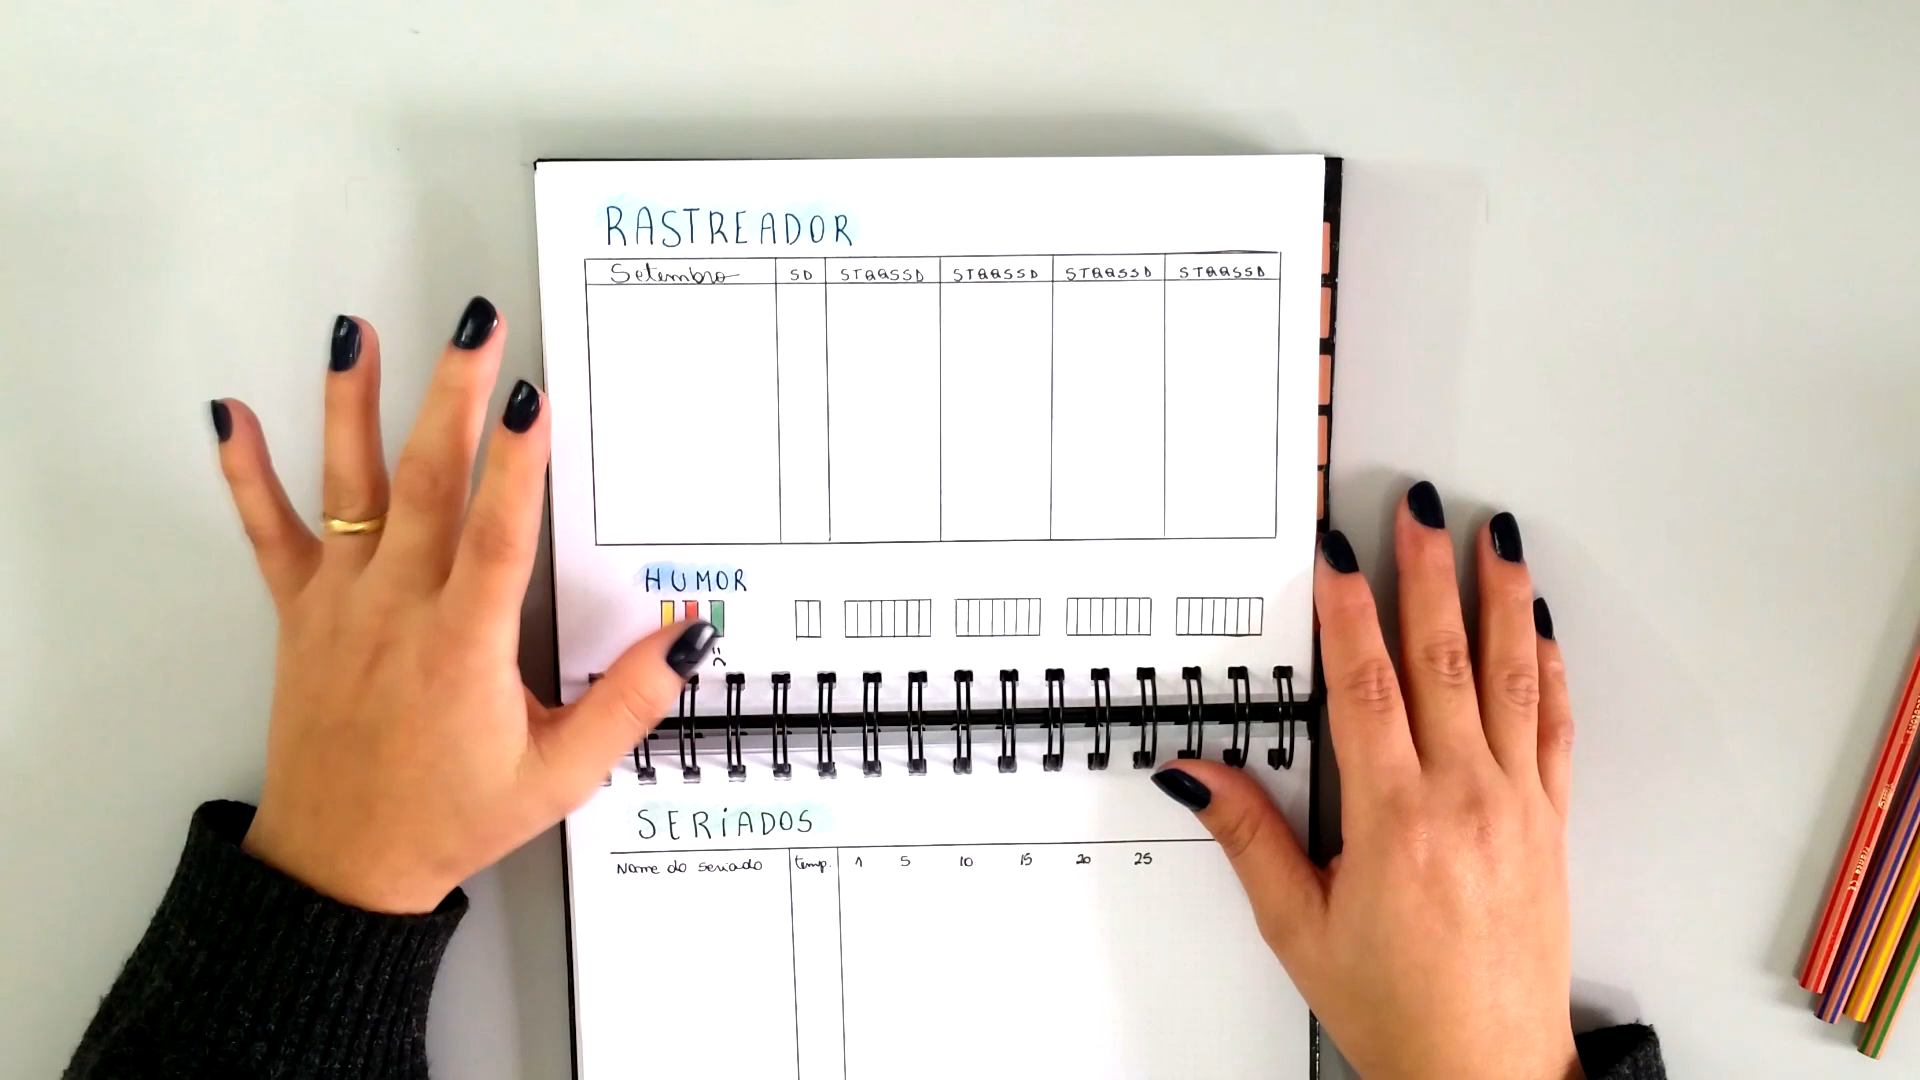 RASTREADOR
Setembro SD STQQSSD STQQSSD STQQSSD STQQSSD
HUMOR
SERiADOS
Nome do seriado temp. 1 5 10 15 20 25